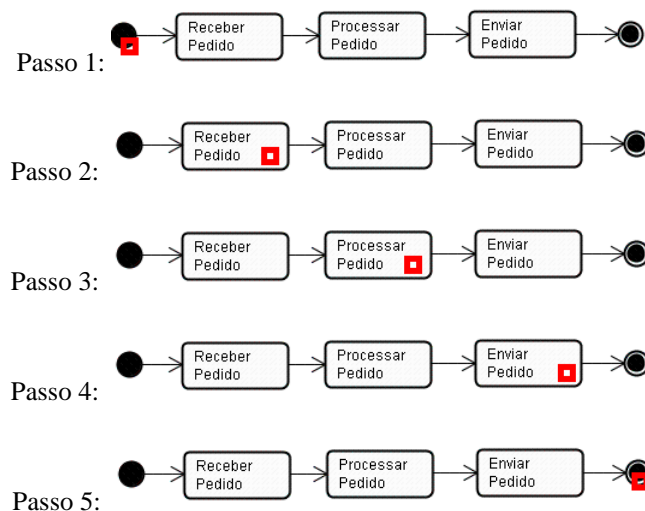 Receber
Pedido
Processar
Pedido
Enviar
Pedido
Passo 1:
Receber
Pedido
Processar
Pedido
Enviar
Pedido
Passo 2:
Receber
Pedido
Processar
Pedido
Enviar
Pedido
Passo 3:
Receber
Pedido
Processar
Pedido
Enviar
Pedido
Passo 4:
Receber
Pedido
Processar
Pedido
Enviar
Pedido
Passo 5: